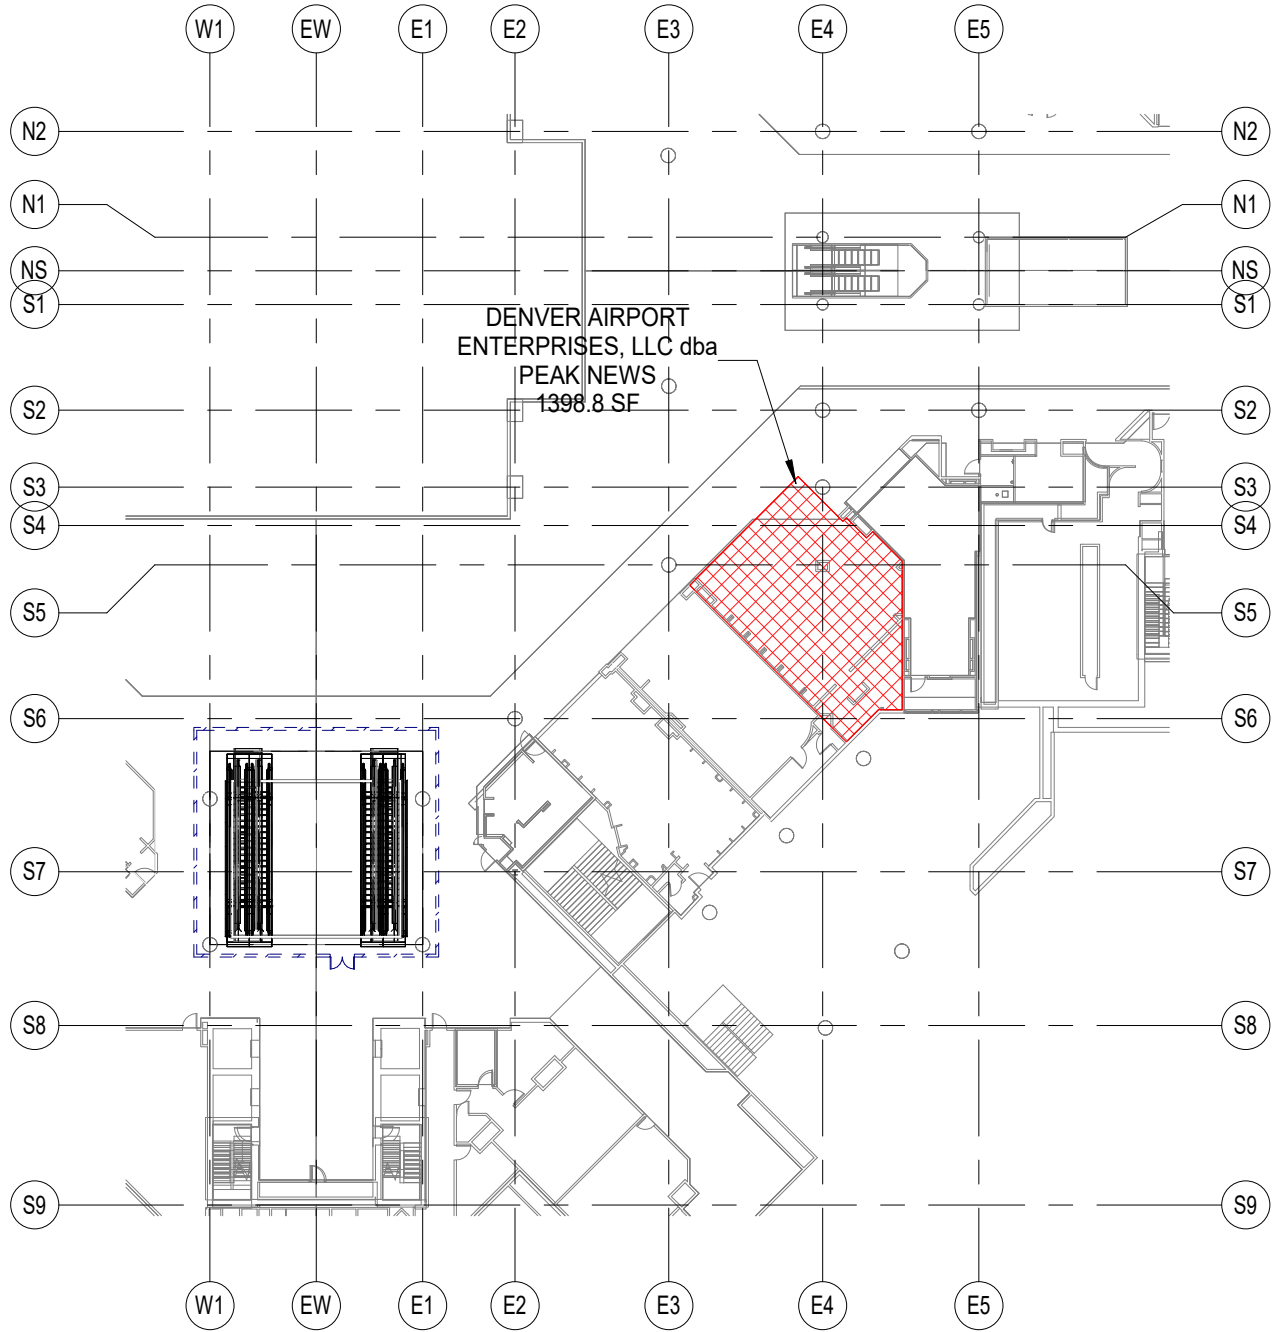 W1 EW E1 E2 E3 E4 E5
N2 N2
N1 N1
NS NS
S1 S1
DENVER AIRPORT
ENTERPRISES, LLC dba
PEAK NEWS
1398.8 SF
S2 S2
S3 S3
S4 S4
S5 S5
S6 S6
S7 S7
S8 S8
S9 S9
W1 EW E1 E2 E3 E4 E5